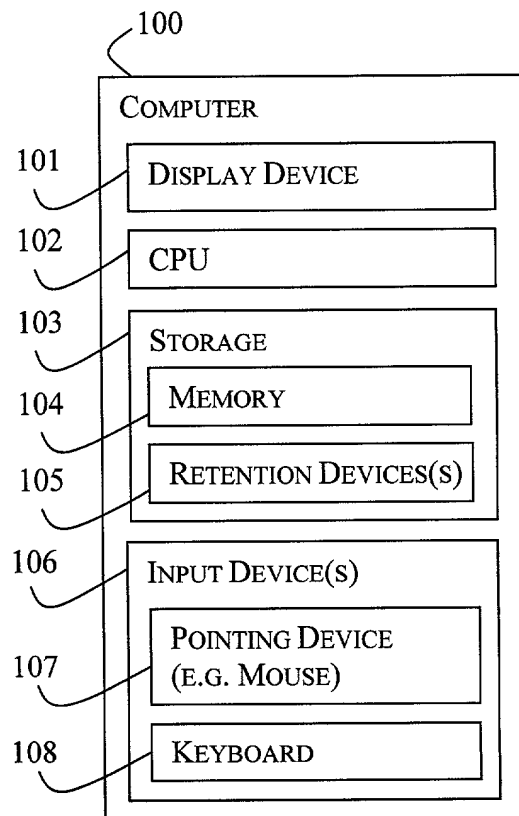 100
COMPUTER
101
DISPLAY DEVICE
102
CPU
103
STORAGE
104
MEMORY
105
RETENTION DEVICES(S)
106
INPUT DEVICE(S)
107
POINTING DEVICE
(E.G. MOUSE)
108
KEYBOARD